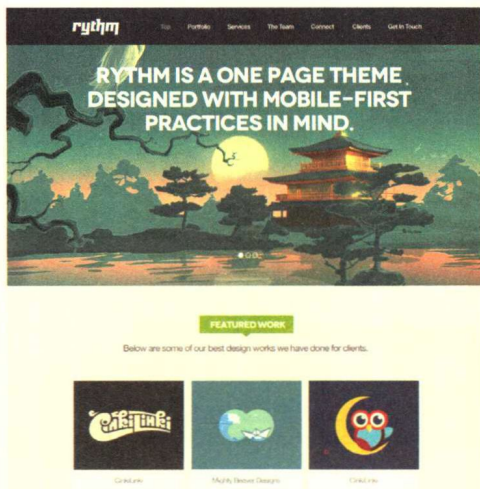 rythm
Top Portfolio Services The Team Connect Clients Get In Touch
RYTHM IS A ONE PAGE THEME
DESIGNED WITH MOBILE-FIRST
PRACTICES IN MIND.
FEATURED WORK
Below are some of our best design works we have done for clients.
Mighty Beaver Designs